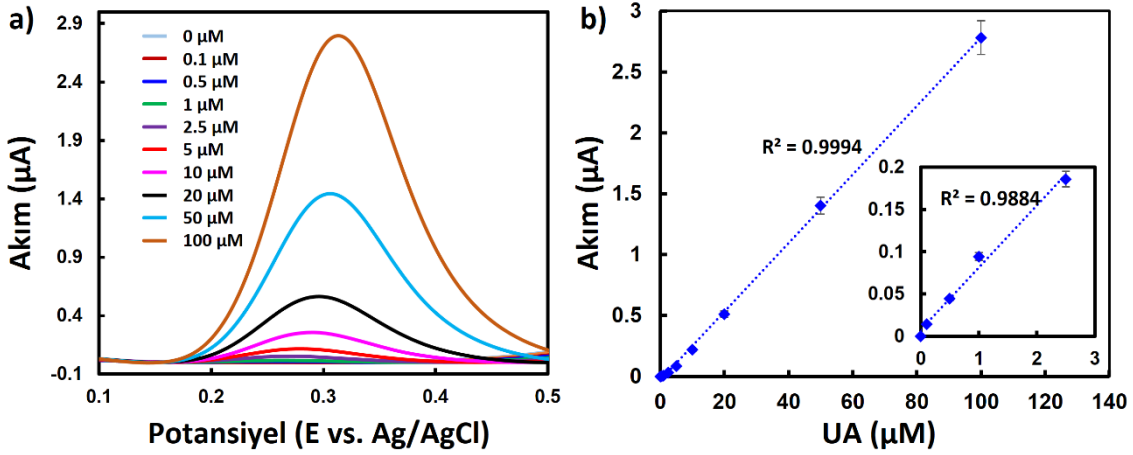 a)
Akım (µA)
2.9
2.4
1.9
1.4
0.9
0.4
-0.1
0 µM
0.1 µM
0.5 µM
1 µM
2.5 µM
5 µM
10 µM
20 µM
50 µM
100 µM
0.1 0.2 0.3 0.4 0.5
Potansiyel (E vs. Ag/AgCl)
b)
Akım (µA)
3
2.5
2
1.5
1
0.5
0
R² = 0.9994
0.2
0.15
0.1
0.05
0
R² = 0.9884
0 1 2 3
0 20 40 60 80 100 120 140
UA (µM)